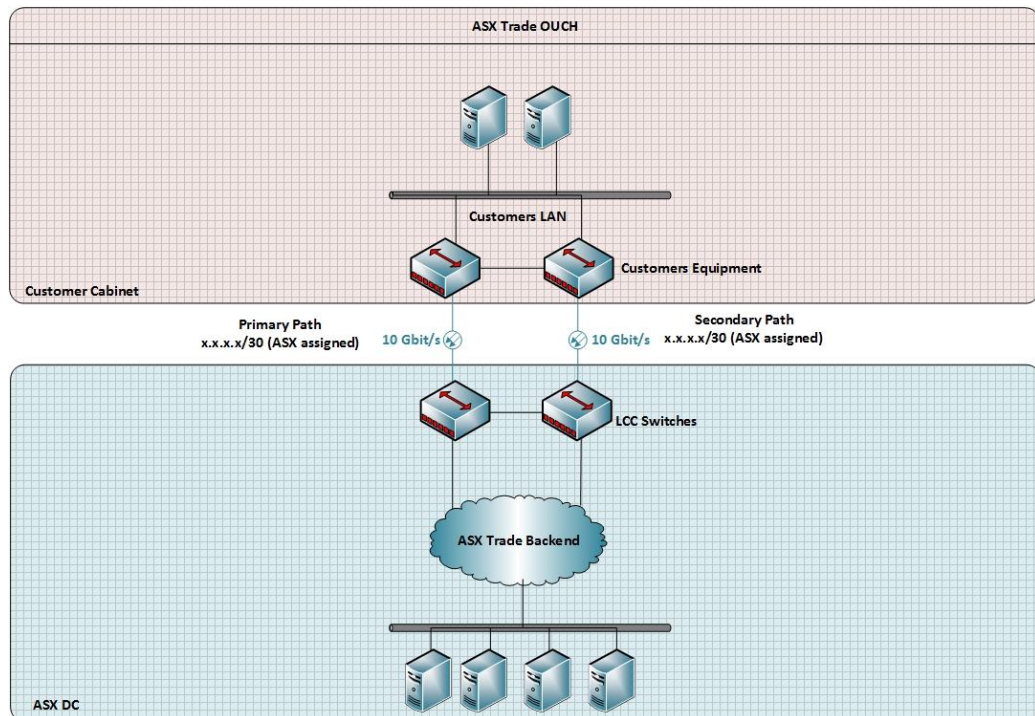 ASX Trade OUCH
Customers LAN
Customers Equipment
Customer Cabinet
Primary Path
x.x.x.x/30 (ASX assigned)
10 Gbit/s
10 Gbit/s
Secondary Path
x.x.x.x/30 (ASX assigned)
LCC Switches
ASX Trade Backend
ASX DC